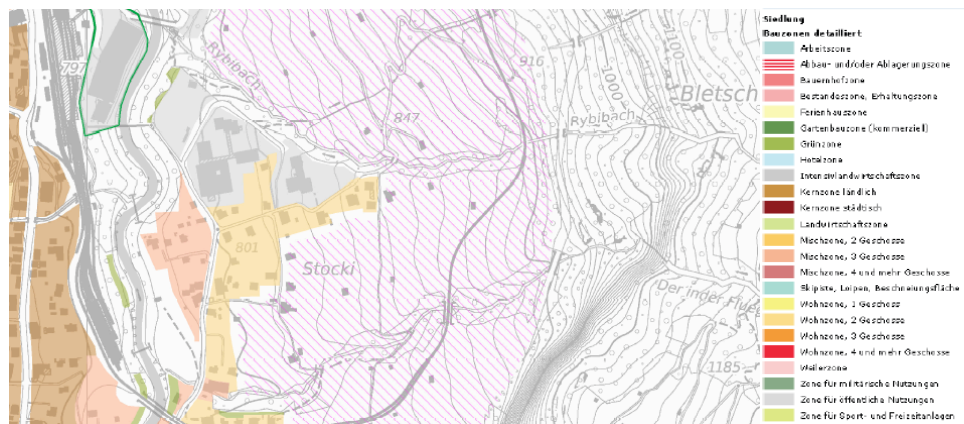 797
Rybibach
916
1000
1100
Bletsch
847
Rybibach
801
Stocki
1185
Siedlung
Bauzonen detailliert
Arbeitszone
Abbau- und/oder Ablagerungszone
Bauernhofzone
Bestandeszone, Erhaltungszone
Ferienhauszone
Gartenbauzone (kommerziell)
Grünzone
Hotelzone
Intensivlandwirtschaftszone
Kernzone ländlich
Kernzone städtisch
Landwirtschaftszone
Mischzone, 2 Geschosse
Mischzone, 3 Geschosse
Mischzone, 4 und mehr Geschosse
Skipiste, Loipen, Beschneiungsfläche
Wohnzone, 1 Geschoss
Wohnzone, 2 Geschosse
Wohnzone, 3 Geschosse
Wohnzone, 4 und mehr Geschosse
Weilerzone
Zone für militärische Nutzungen
Zone für öffentliche Nutzungen
Zone für Sport- und Freizeitanlagen